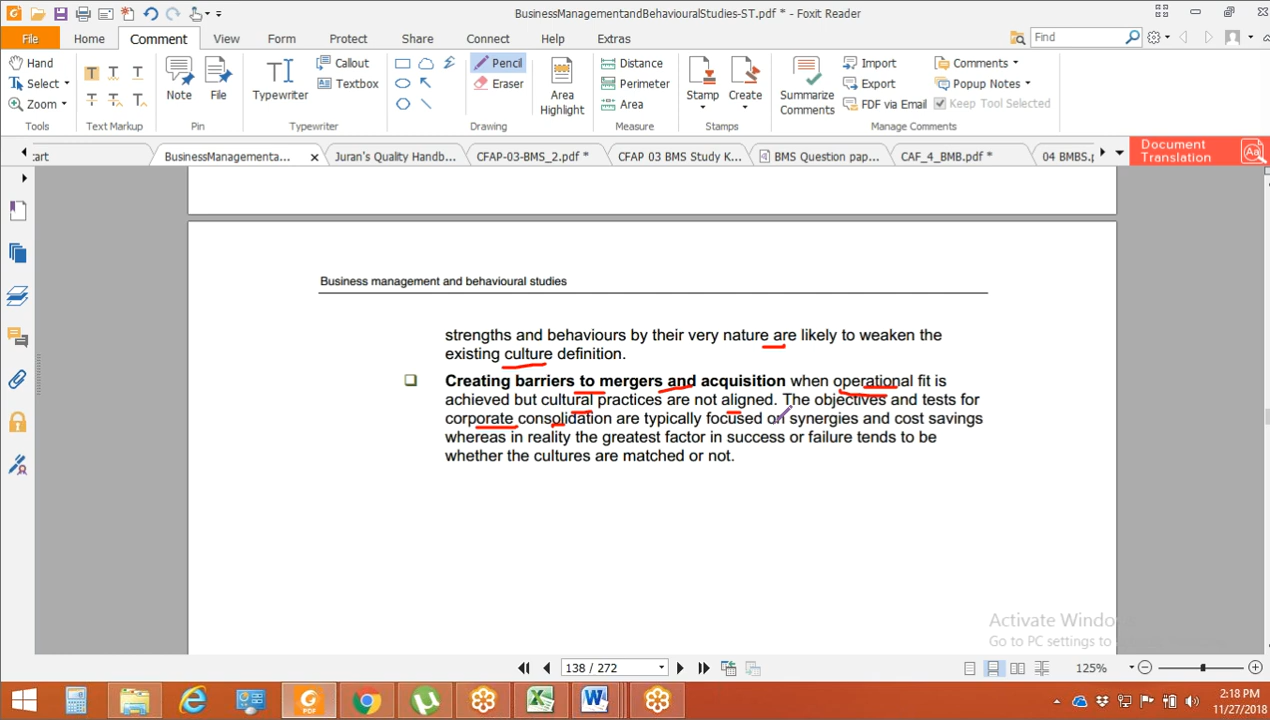 BusinessManagementandBehaviouralStudies-ST.pdf * - Foxit Reader
File Home Comment View Form Protect Share Connect Help Extras Find
Hand
Select
Zoom
Tools
Text Markup
Note
File
Pin
Typewriter
Callout
Textbox
Typewriter
Pencil
Eraser
Drawing
Area
Highlight
Distance
Perimeter
Area
Measure
Stamp
Create
Stamps
Summarize
Comments
Import
Export
FDF via Email
Comments
Popup Notes
Keep Tool Selected
Manage Comments
tart
BusinessManagementa...
Juran's Quality Handb...
CFAP-03-BMS_2.pdf *
CFAP 03 BMS Study K...
BMS Question pap...
CAF_4_BMB.pdf *
04 BMBS.p
Document
Translation
Business management and behavioural studies
strengths and behaviours by their very nature are likely to weaken the
existing culture definition.
Creating barriers to mergers and acquisition when operational fit is
achieved but cultural practices are not aligned. The objectives and tests for
corporate consolidation are typically focused on synergies and cost savings
whereas in reality the greatest factor in success or failure tends to be
whether the cultures are matched or not.
Activate Windo
Go to PC settings to
138 / 272
125%
2:18 PM
11/27/2018